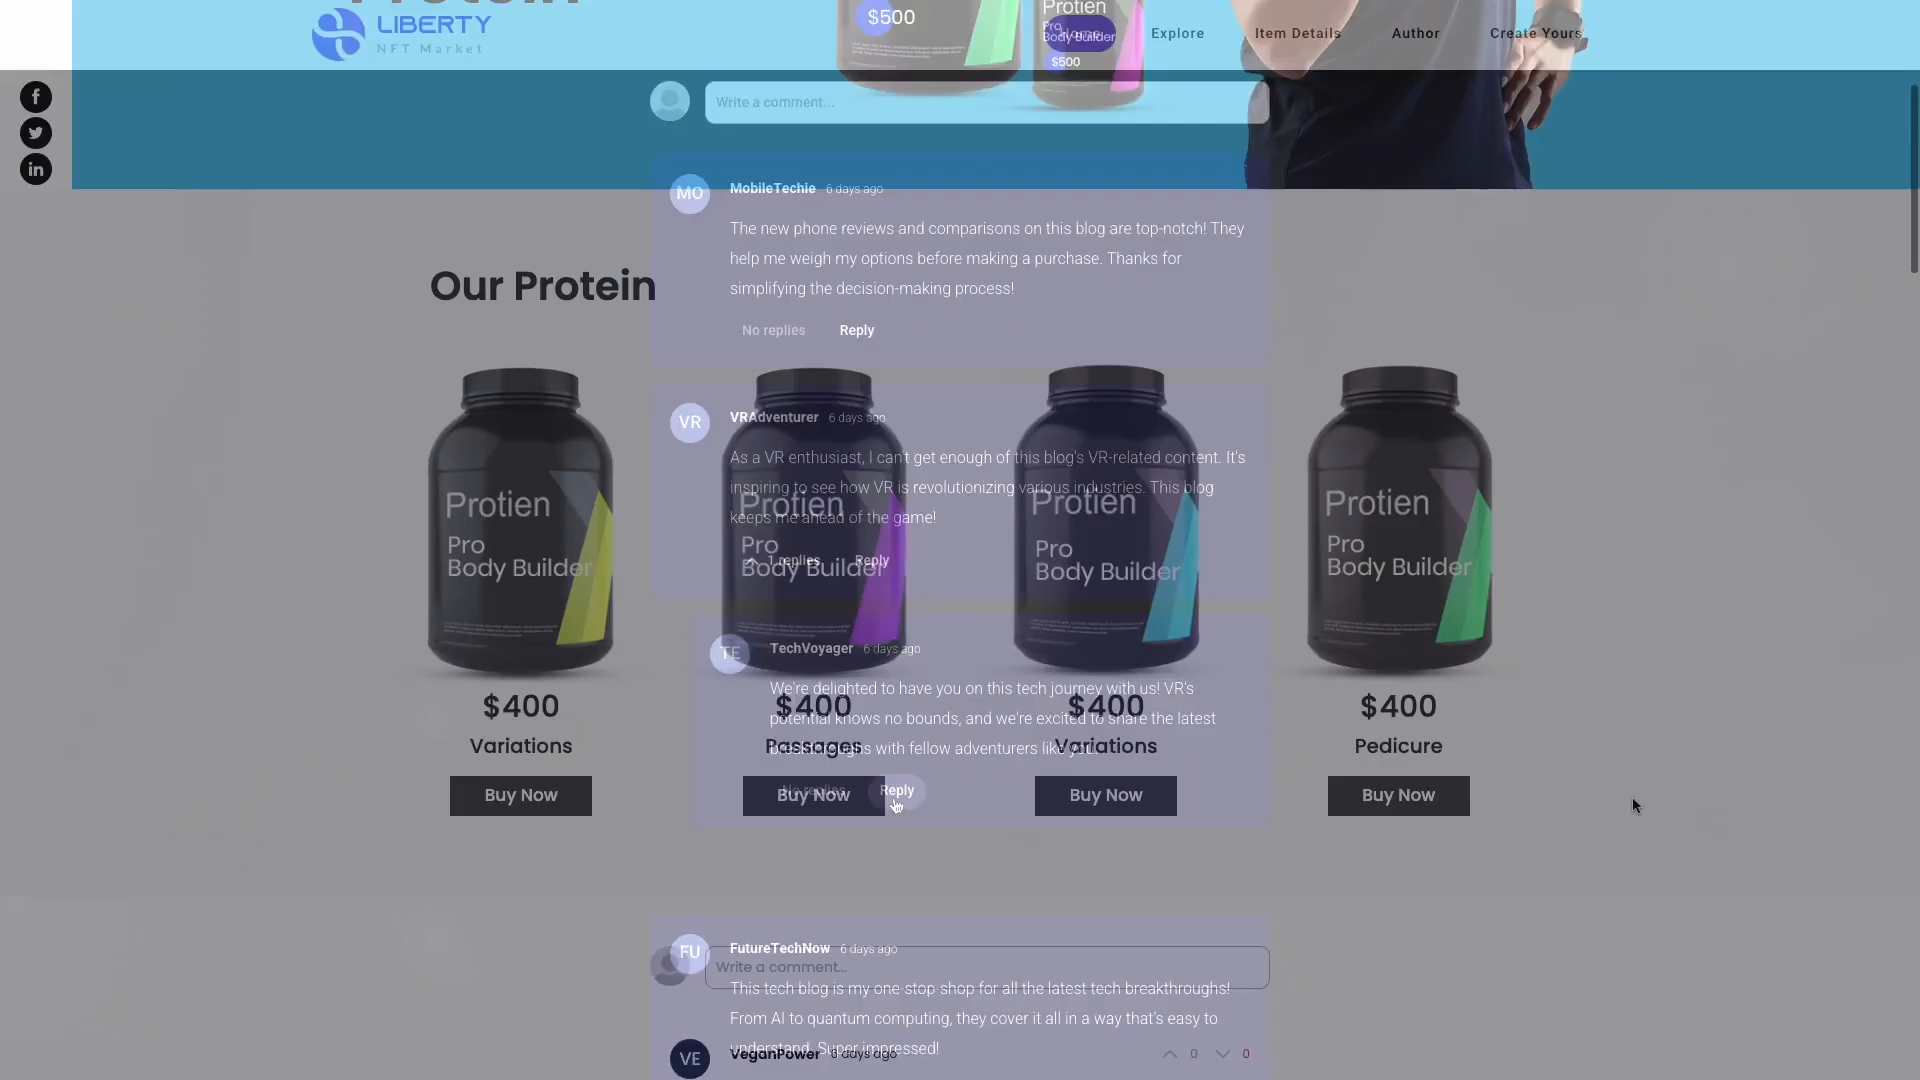 Protein
LIBERTY
NFT Market
$500
Protien
Pro
Body Builder
$500
Home
Explore
Item Details
Author
Create Yours
Write a comment...
MobileTechie 6 days ago
The new phone reviews and comparisons on this blog are top-notch! They
help me weigh my options before making a purchase. Thanks for
simplifying the decision-making process!
No replies
Reply
Our Protein
VR
VRAdventurer 6 days ago
As a VR enthusiast, I can't get enough of this blog's VR-related content. It's
inspiring to see how VR is revolutionizing various industries. This blog
keeps me ahead of the game!
1 replies
Reply
MO
Protien
Pro
Body Builder
Protien
Pro
Body Builder
Protien
Pro
Body Builder
Protien
Pro
Body Builder
TE
TechVoyager 6 days ago
We're delighted to have you on this tech journey with us! VR's
potential knows no bounds, and we're excited to share the latest
breakthroughs with fellow adventurers like you.
No replies
Reply
$400
Variations
Buy Now
$400
Passages
Buy Now
$400
Variations
Buy Now
$400
Pedicure
Buy Now
FU
FutureTechNow 6 days ago
Write a comment...
This tech blog is my one stop shop for all the latest tech breakthroughs!
From AI to quantum computing, they cover it all in a way that's easy to
understand. Super impressed!
VE
VeganPower
days ago
0
0